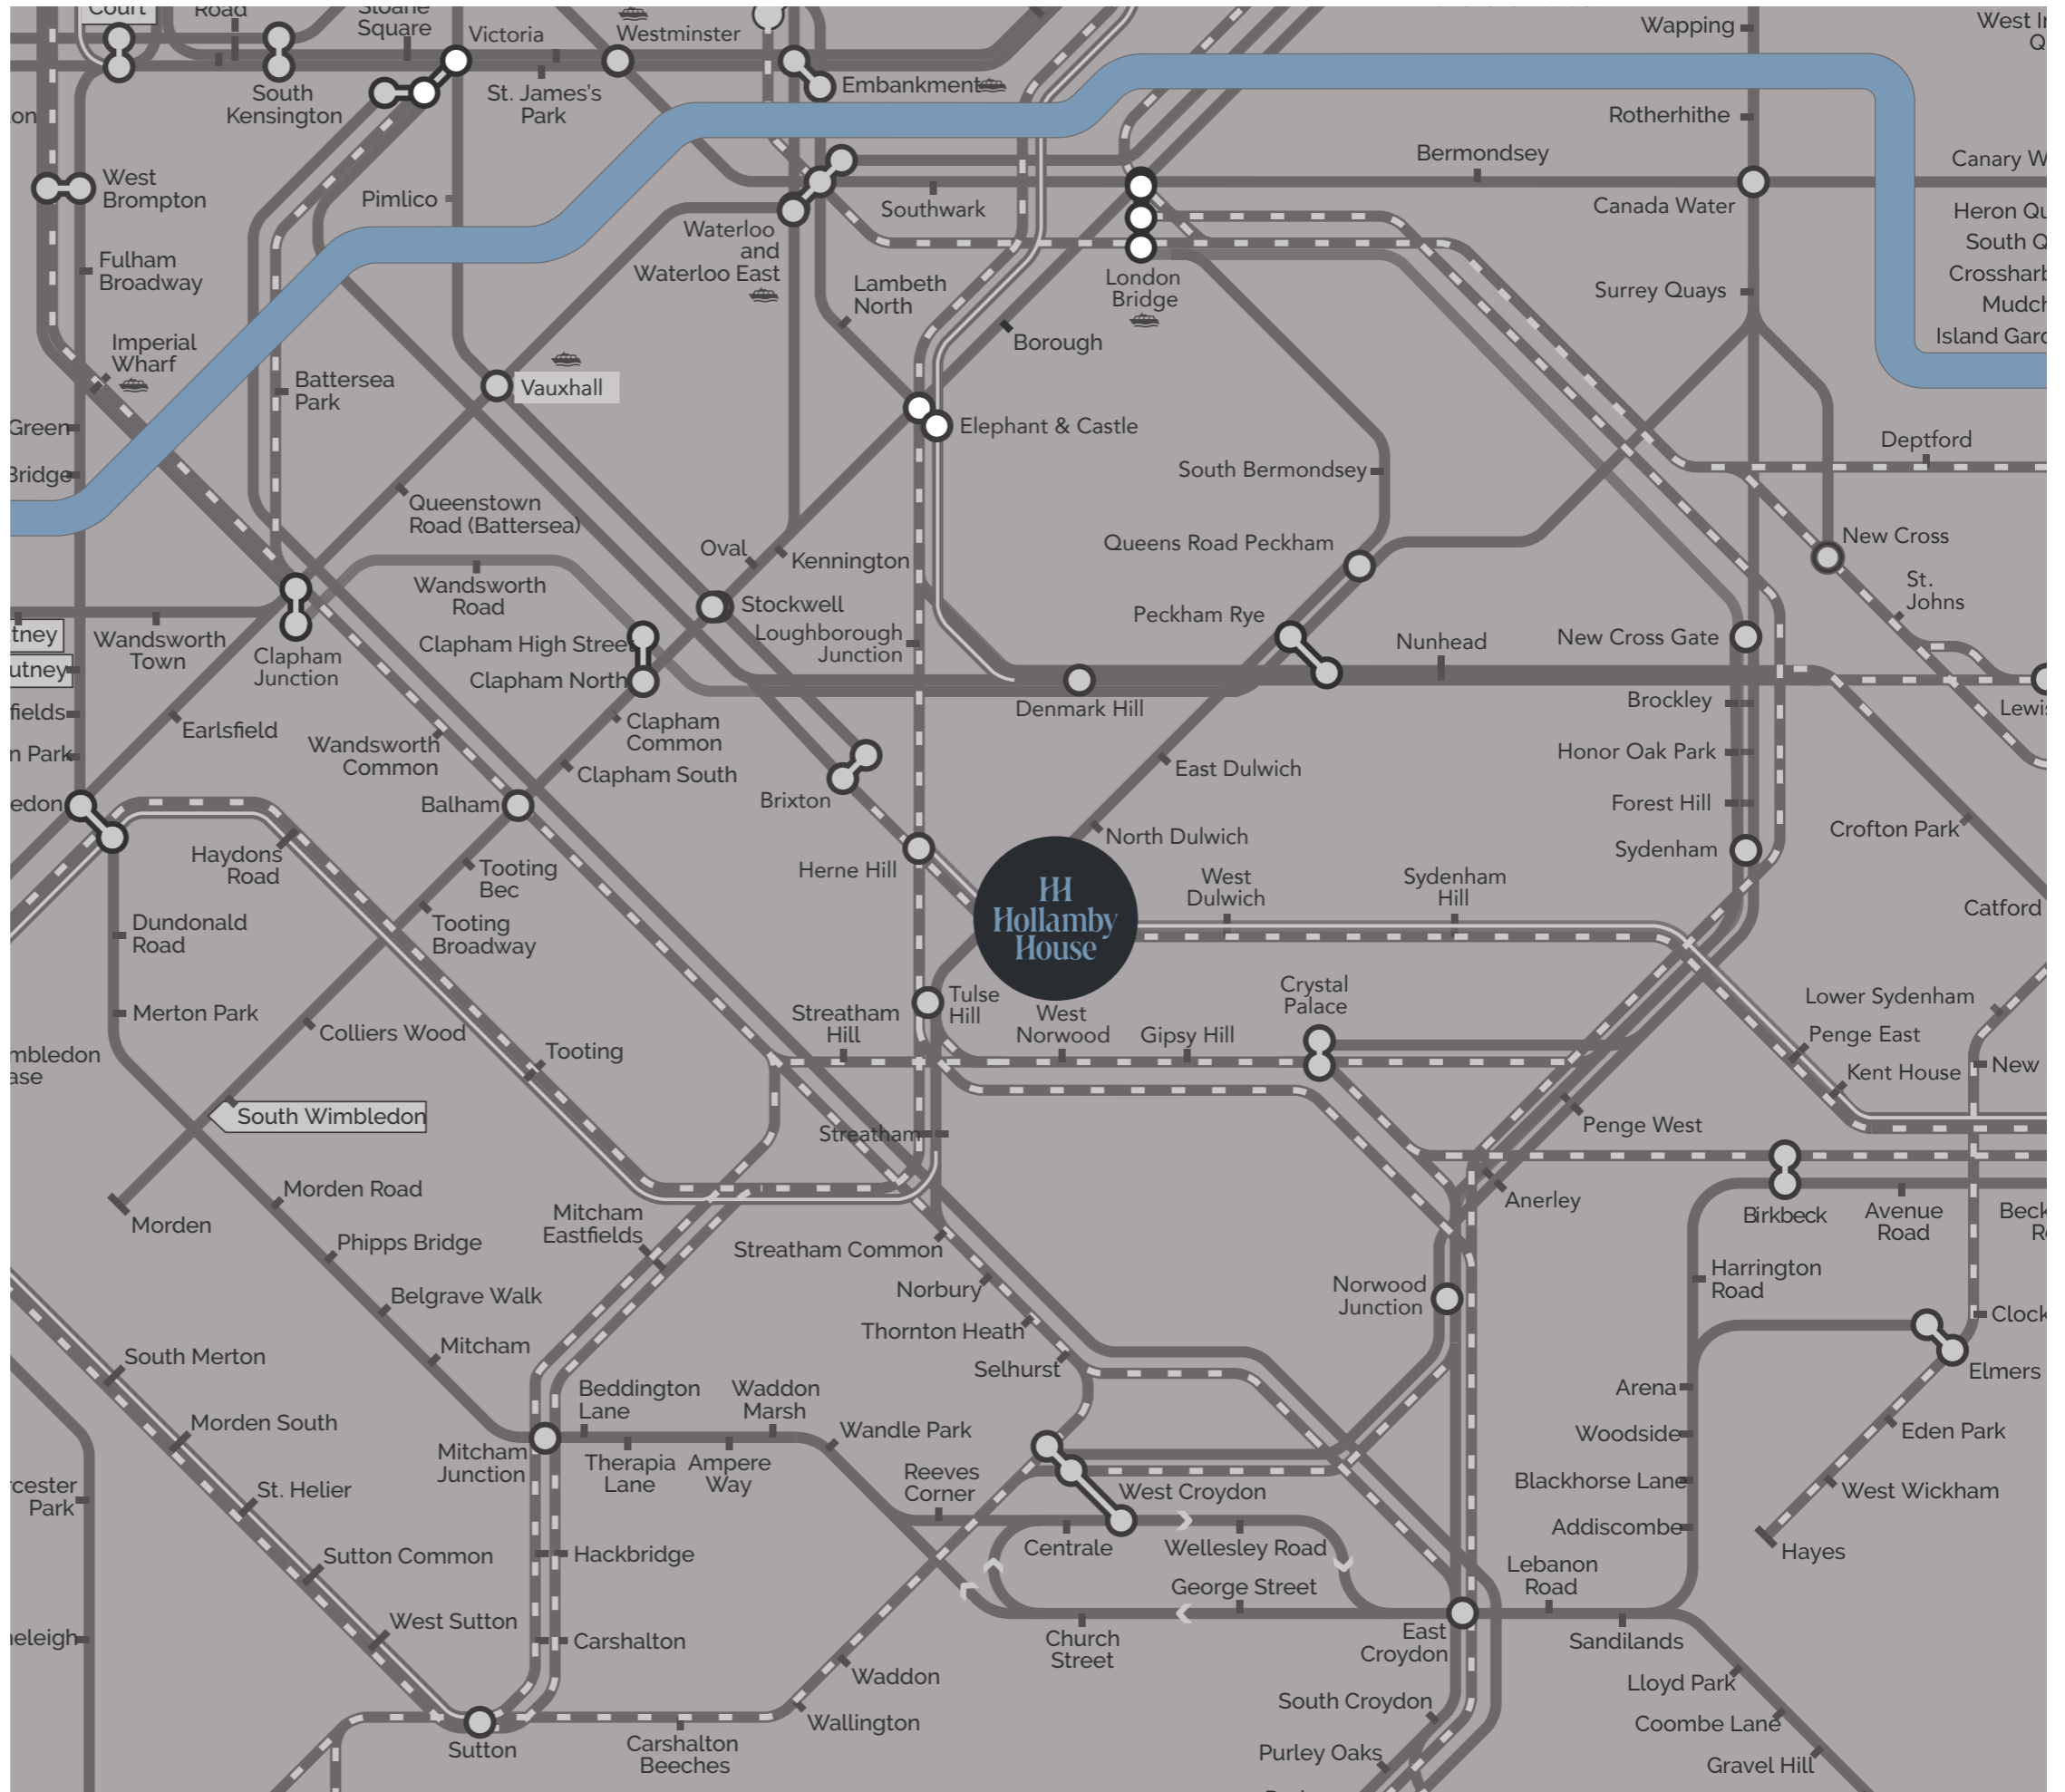 Court
Road
Sloane
Square
Victoria
Westminster
Embankment
South
Kensington
St. James's
Park
West
Brompton
Pimlico
Fulham
Broadway
Imperial
Wharf
Battersea
Park
Green
Bridge
Waterloo
and
Waterloo East
Southwark
Lambeth
North
London
Bridge
Borough
Vauxhall
Elephant & Castle
Bermondsey
Wapping
Rotherhithe
Canada Water
Surrey Quays
West In
Q
Canary W
Heron Qu
South Q
Crossharb
Mudch
Island Gard
Deptford
New Cross
St.
Johns
South Bermondsey
Queens Road Peckham
Peckham Rye
Nunhead
New Cross Gate
Brockley
Honor Oak Park
Forest Hill
Sydenham
Lewis
Crofton Park
Catford
Queenstown
Road (Battersea)
Oval
Kennington
Wandsworth
Road
Stockwell
Clapham High Street
Clapham North
Loughborough
Junction
Denmark Hill
Wandsworth
Town
Clapham
Junction
tney
utney
fields
n Park
edon
Earlsfield
Wandsworth
Common
Clapham
Common
Clapham South
Balham
Brixton
Herne Hill
East Dulwich
North Dulwich
Hollamby
House
West
Dulwich
Sydenham
Hill
Haydons
Road
Tooting
Bec
Tooting
Broadway
Dundonald
Road
Merton Park
Colliers Wood
Tooting
Streatham
Hill
Tulse
Hill
West
Norwood
Gipsy Hill
Crystal
Palace
Lower Sydenham
Penge East
New
Kent House
Penge West
mbledon
ase
South Wimbledon
Streatham
Morden
Morden Road
Phipps Bridge
Belgrave Walk
Mitcham
Mitcham
Eastfields
Streatham Common
Norbury
Thornton Heath
Selhurst
Anerley
Birkbeck
Avenue
Road
Beck
Norwood
Junction
Harrington
Road
Clock
Elmers
Arena
Woodside
Blackhorse Lane
Addiscombe
Eden Park
West Wickham
Hayes
South Merton
Morden South
St. Helier
Sutton Common
West Sutton
Sutton
rcester
Park
neleigh
Beddington
Lane
Waddon
Marsh
Wandle Park
Mitcham
Junction
Therapia
Lane
Ampere
Way
Reeves
Corner
West Croydon
Centrale
Wellesley Road
George Street
Church
Street
Lebanon
Road
East
Croydon
Sandilands
Lloyd Park
Coombe Lane
Gravel Hill
South Croydon
Purley Oaks
Hackbridge
Carshalton
Waddon
Wallington
Carshalton
Beeches